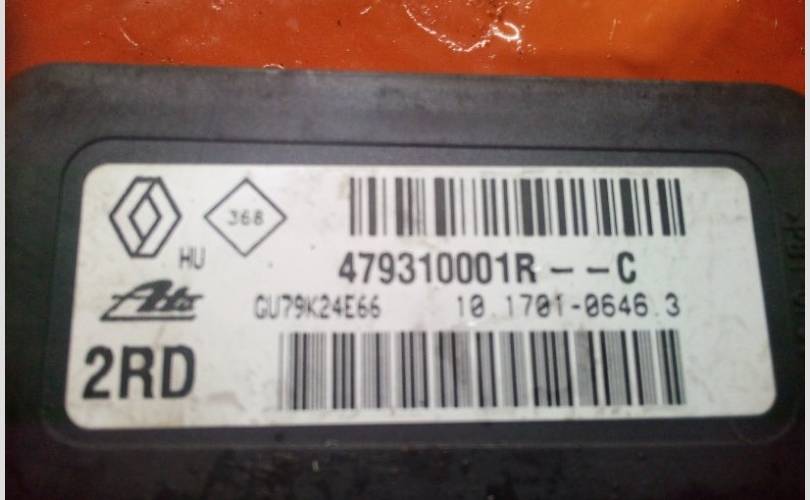 368
HU
479310001R--C
Ate
GU79K24E66 10.1701-0646.3
2RD